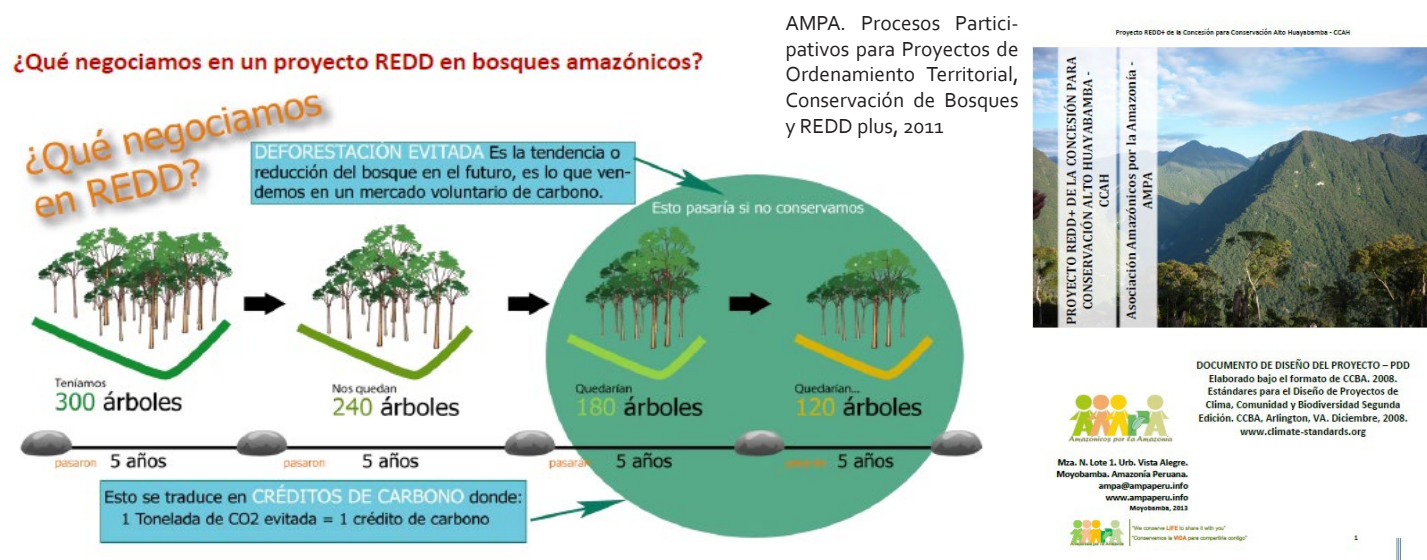 ¿Qué negociamos en un proyecto REDD en bosques amazónicos?
¿Qué negociamos
en REDD?
DEFORESTACIÓN EVITADA Es la tendencia o
reducción del bosque en el futuro, es lo que ven-
demos en un mercado voluntario de carbono.
Esto pasaría si no conservamos
Teníamos
300 árboles
Nos quedan
240 árboles
Quedarían
180 árboles
Quedarían...
120 árboles
pasaron 5 años
pasaron 5 años
pasarán 5 años
pasarán 5 años
Esto se traduce en CRÉDITOS DE CARBONO donde:
1 Tonelada de CO2 evitada = 1 crédito de carbono
AMPA. Procesos Partici-
pativos para Proyectos de
Ordenamiento Territorial,
Conservación de Bosques
y REDD plus, 2011
Proyecto REDD+ de la Concesión para Conservación Alto Huayabamba - CCAH
PROYECTO REDD+ DE LA CONCESIÓN PARA
CONSERVACIÓN ALTO HUAYABAMBA -
CCAH
Asociación Amazónicos por la Amazonía -
AMPA
DOCUMENTO DE DISEÑO DEL PROYECTO – PDD
Elaborado bajo el formato de CCBA. 2008.
Estándares para el Diseño de Proyectos de
Clima, Comunidad y Biodiversidad Segunda
Edición. CCBA, Arlington, VA. Diciembre, 2008.
www.climate-standards.org
AMPA
Amazónicos por la Amazonía
Mza. N. Lote 1. Urb. Vista Alegre.
Moyobamba. Amazonía Peruana.
ampa@ampaperu.info
www.ampaperu.info
Moyobamba, 2013
AMPA
Amazónicos por la Amazonía
"We conserve LIFE to share it with you"
"Conservamos la VIDA para compartirla contigo"
1